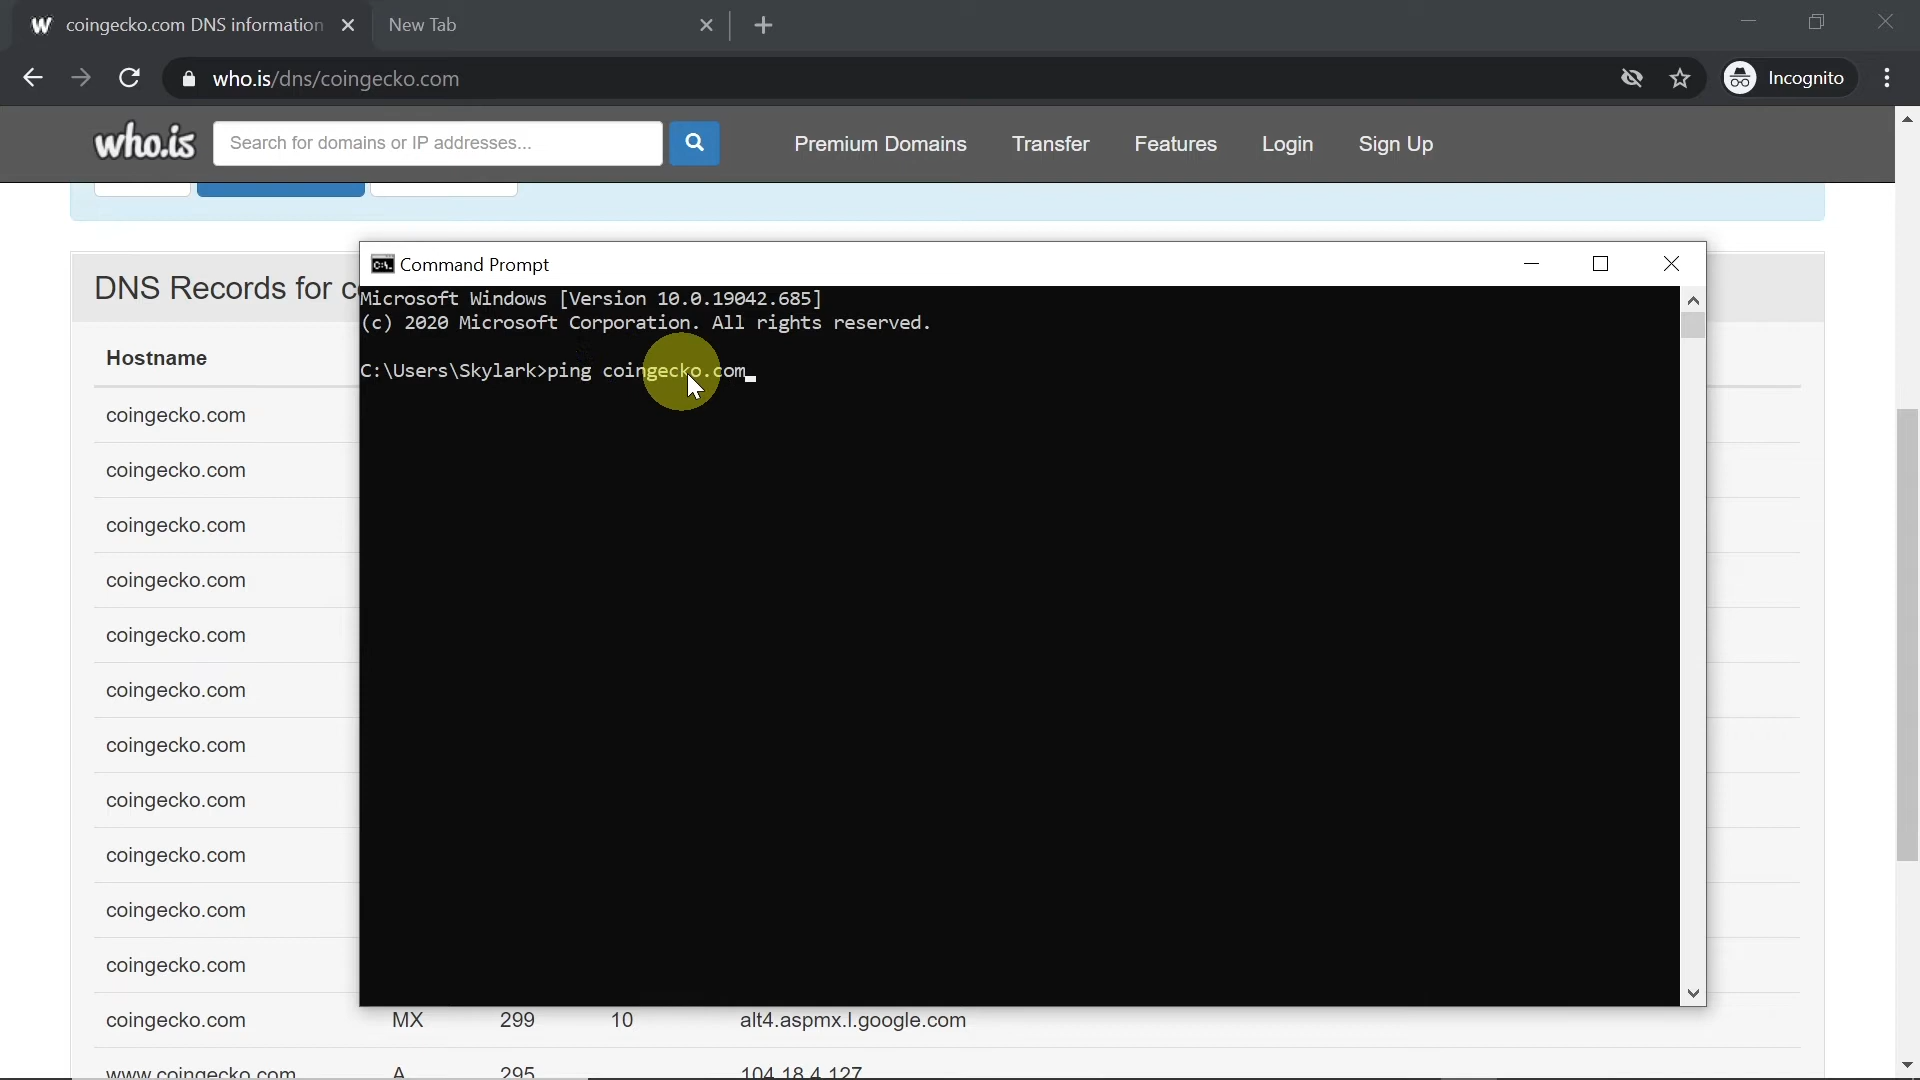 W coingecko.com DNS information
New Tab
who.is/dns/coingecko.com
Incognito
who.is
Search for domains or IP addresses...
Premium Domains
Transfer
Features
Login
Sign Up
DNS Records for c
Command Prompt
Microsoft Windows [Version 10.0.19042.685]
(c) 2020 Microsoft Corporation. All rights reserved.
C:\Users\Skylark>ping coingecko.com
Hostname
coingecko.com
coingecko.com
coingecko.com
coingecko.com
coingecko.com
coingecko.com
coingecko.com
coingecko.com
coingecko.com
coingecko.com
coingecko.com
coingecko.com MX 299 10 alt4.aspmx.l.google.com
www.coingecko.com A 295 104.18.4.127